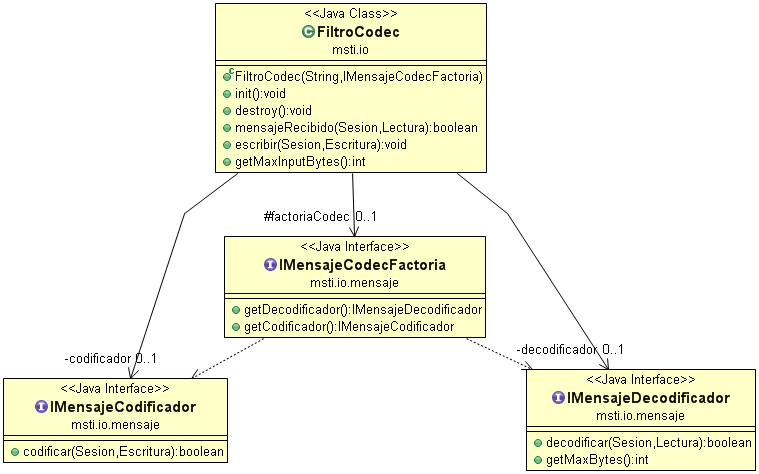 <<Java Class>>
FiltroCodec
msti.io
FiltroCodec(String,IMensajeCodecFactoria)
init():void
destroy():void
mensajeRecibido(Sesion,Lectura):boolean
escribir(Sesion,Escritura):void
getMaxInputBytes():int
#factoriaCodec 0..1
<<Java Interface>>
IMensajeCodecFactoria
msti.io.mensaje
getDecodificador():IMensajeDecodificador
getCodificador():IMensajeCodificador
-codificador 0..1
-decodificador 0..1
<<Java Interface>>
IMensajeCodificador
msti.io.mensaje
codificar(Sesion,Escritura):boolean
<<Java Interface>>
IMensajeDecodificador
msti.io.mensaje
decodificar(Sesion,Lectura):boolean
getMaxBytes():int